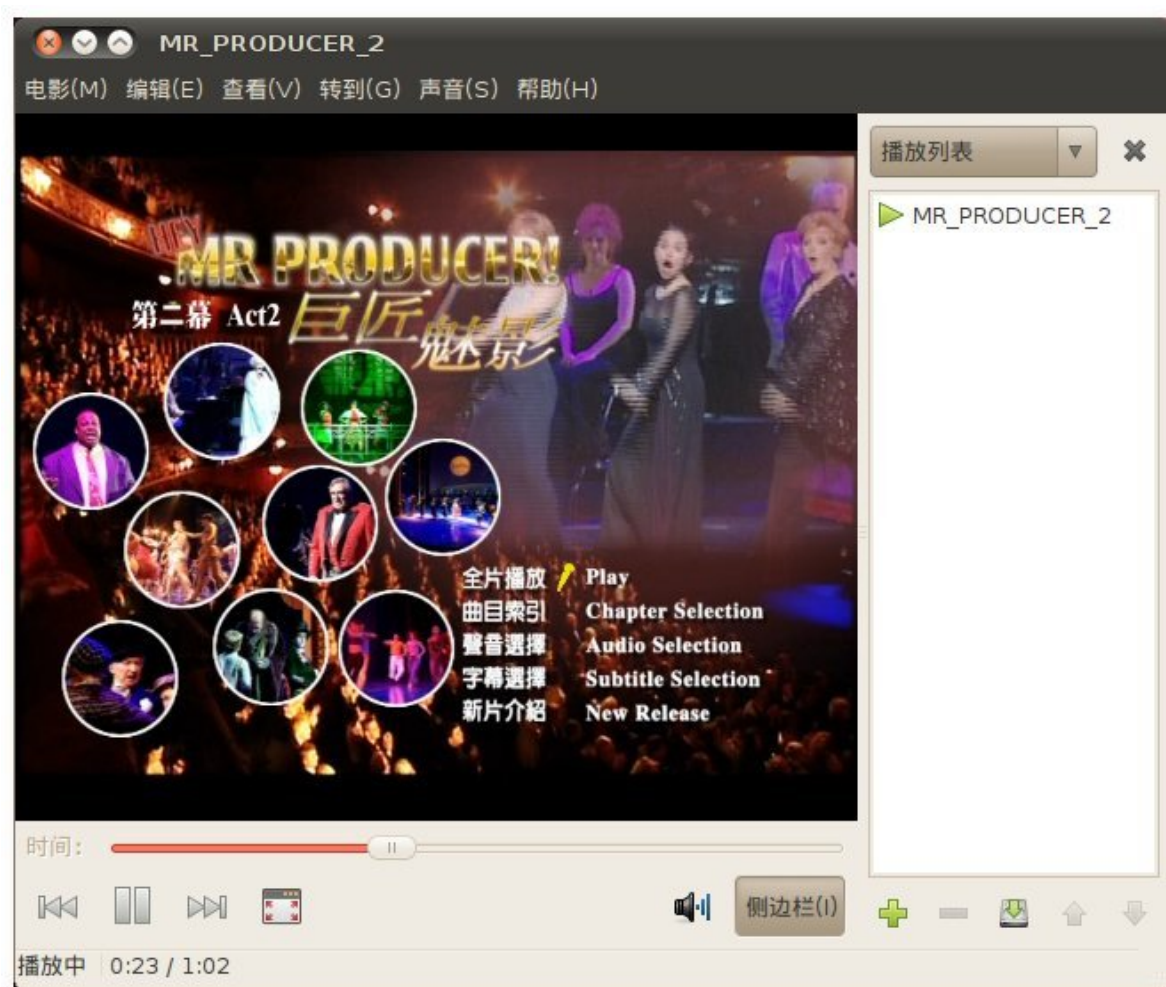 MR_PRODUCER_2
电影(M) 编辑(E) 查看(V) 转到(G) 声音(S) 帮助(H)
播放列表
MR_PRODUCER_2
HEY
MR PRODUCER!
第二幕 Act2 巨匠魅影
全片播放 Play
曲目索引 Chapter Selection
聲音選擇 Audio Selection
字幕選擇 Subtitle Selection
新片介紹 New Release
时间:
侧边栏(I)
播放中 0:23 / 1:02